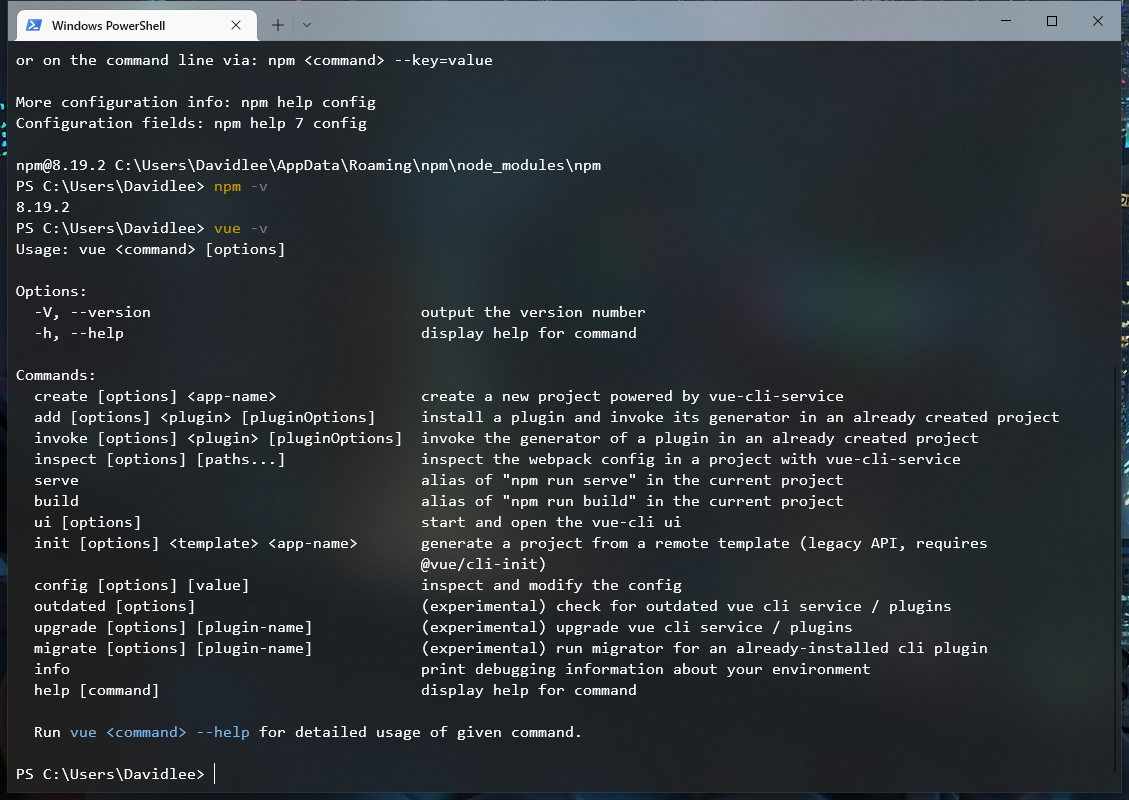 Windows PowerShell
or on the command line via: npm <command> --key=value
More configuration info: npm help config
Configuration fields: npm help 7 config
npm@8.19.2 C:\Users\Davidlee\AppData\Roaming\npm\node_modules\npm
PS C:\Users\Davidlee> npm -v
8.19.2
PS C:\Users\Davidlee> vue -v
Usage: vue <command> [options]
Options:
-V, --version output the version number
-h, --help display help for command
Commands:
create [options] <app-name> create a new project powered by vue-cli-service
add [options] <plugin> [pluginOptions] install a plugin and invoke its generator in an already created project
invoke [options] <plugin> [pluginOptions] invoke the generator of a plugin in an already created project
inspect [options] [paths...] inspect the webpack config in a project with vue-cli-service
serve alias of "npm run serve" in the current project
build alias of "npm run build" in the current project
ui [options] start and open the vue-cli ui
init [options] <template> <app-name> generate a project from a remote template (legacy API, requires
@vue/cli-init)
config [options] [value] inspect and modify the config
outdated [options] (experimental) check for outdated vue cli service / plugins
upgrade [options] [plugin-name] (experimental) upgrade vue cli service / plugins
migrate [options] [plugin-name] (experimental) run migrator for an already-installed cli plugin
info print debugging information about your environment
help [command] display help for command
Run vue <command> --help for detailed usage of given command.
PS C:\Users\Davidlee>